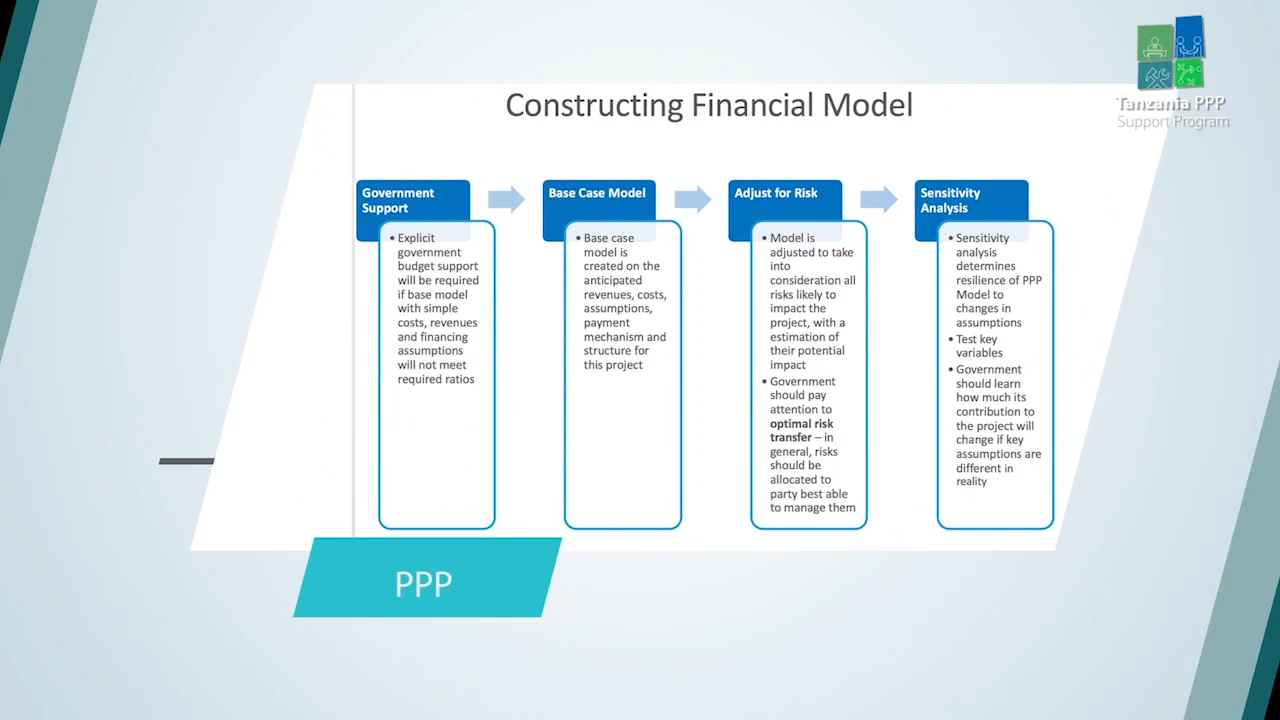 Tanzania PPP
Support Program
Constructing Financial Model
Government
Support
• Explicit
government
budget support
will be required
if base model
with simple
costs, revenues
and financing
assumptions
will not meet
required ratios
Base Case Model
• Base case
model is
created on the
anticipated
revenues, costs,
assumptions,
payment
mechanism and
structure for
this project
Adjust for Risk
• Model is
adjusted to take
into
consideration all
risks likely to
impact the
project, with a
estimation of
their potential
impact
• Government
should pay
attention to
optimal risk
transfer – in
general, risks
should be
allocated to
party best able
to manage them
Sensitivity
Analysis
• Sensitivity
analysis
determines
resilience of PPP
Model to
changes in
assumptions
• Test key
variables
• Government
should learn
how much its
contribution to
the project will
change if key
assumptions are
different in
reality
PPP